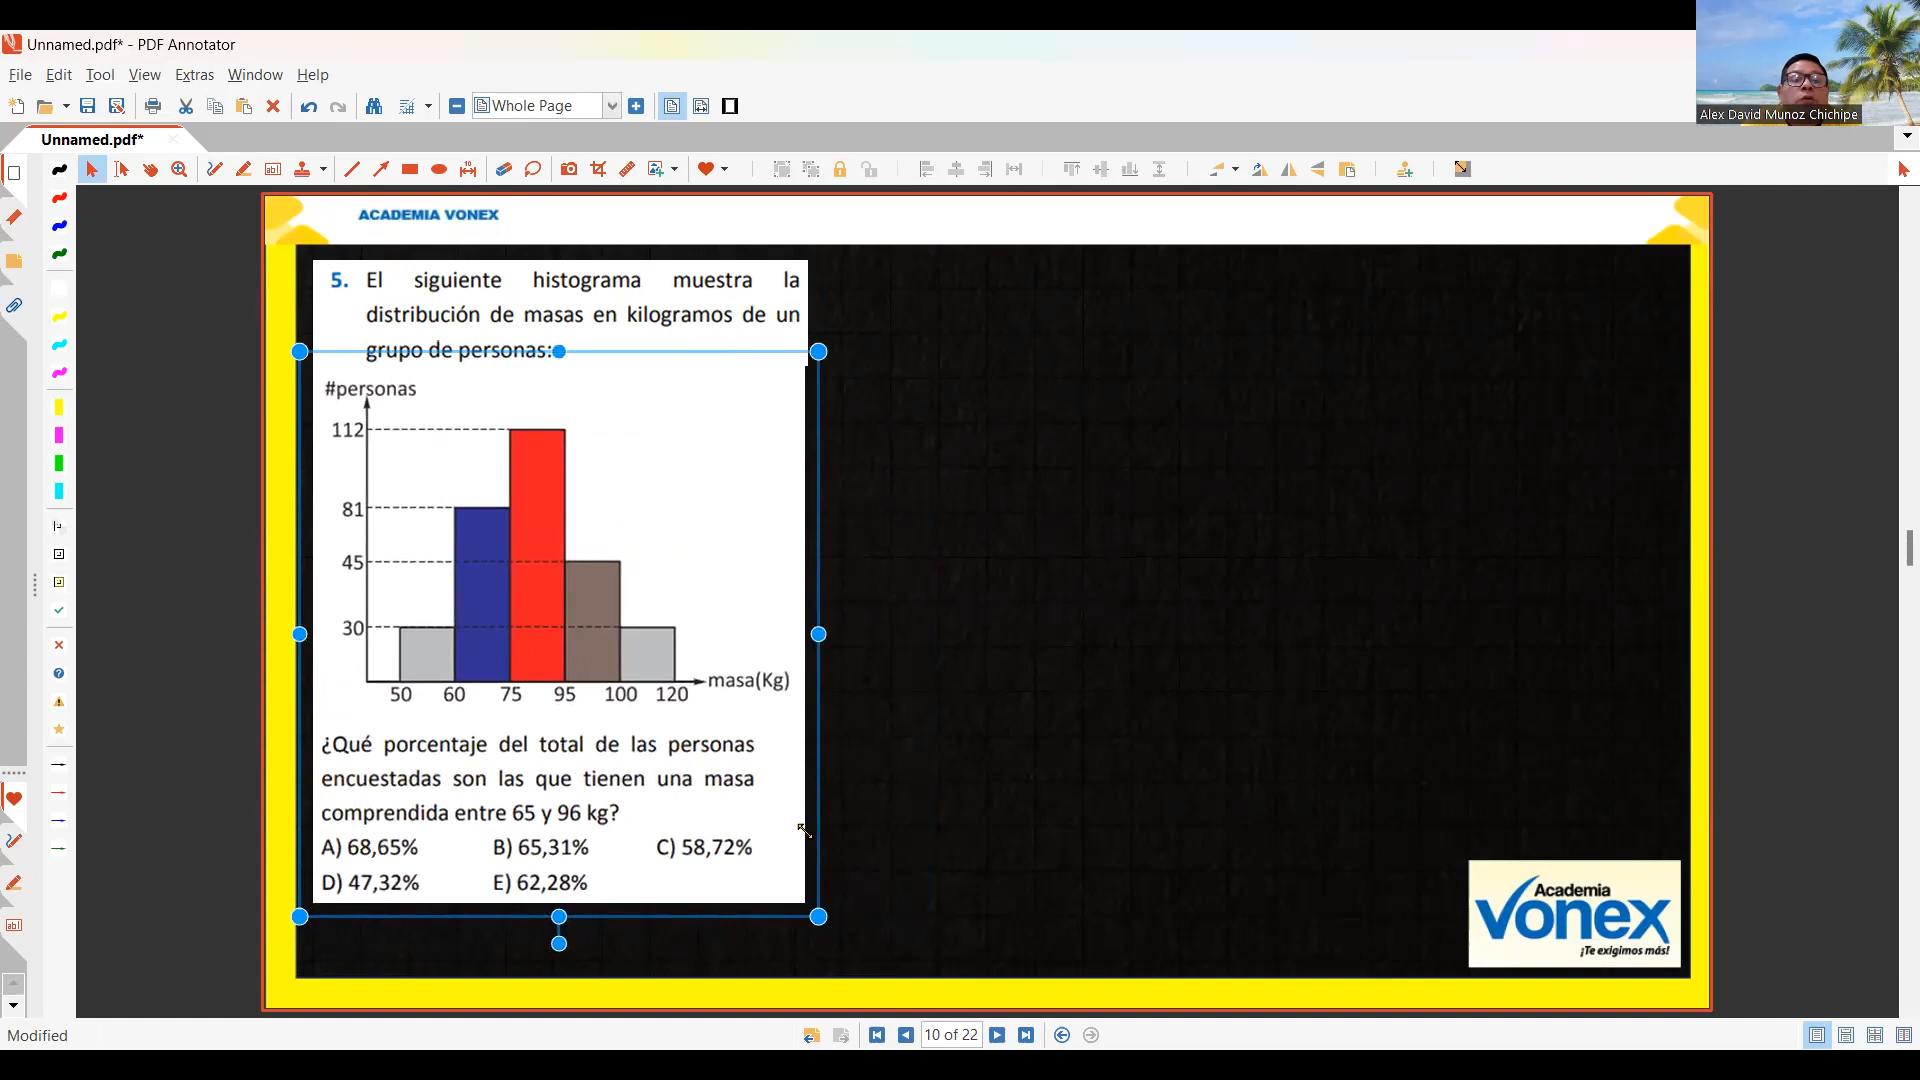 Unnamed.pdf* - PDF Annotator
File Edit Tool View Extras Window Help
Whole Page
Alex David Munoz Chichipe
Unnamed.pdf*
ACADEMIA VONEX
5. El siguiente histograma muestra la
distribución de masas en kilogramos de un
grupo de personas:
#personas
112
81
45
30
50 60 75 95 100 120
masa(Kg)
¿Qué porcentaje del total de las personas
encuestadas son las que tienen una masa
comprendida entre 65 y 96 kg?
A) 68,65% B) 65,31% C) 58,72%
D) 47,32% E) 62,28%
Academia
vonex
¡Te exigimos más!
Modified
10 of 22